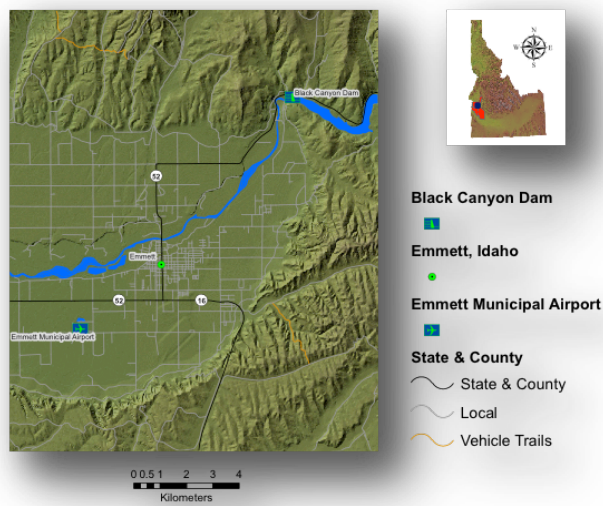 Black Canyon Dam
52
Emmett
52
16
Emmett Municipal Airport
0 0.5 1 2 3 4
Kilometers
N
W E
S
Black Canyon Dam
Emmett, Idaho
Emmett Municipal Airport
State & County
State & County
Local
Vehicle Trails